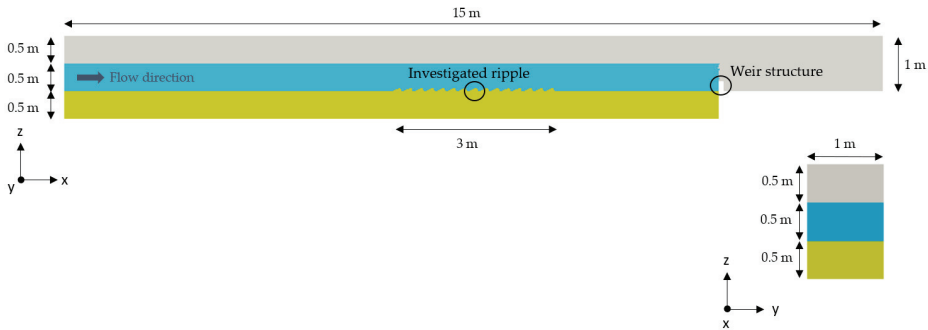 15 m
0.5 m
0.5 m
0.5 m
Flow direction
Investigated ripple
Weir structure
1 m
3 m
z
y
x
1 m
0.5 m
0.5 m
0.5 m
z
x
y